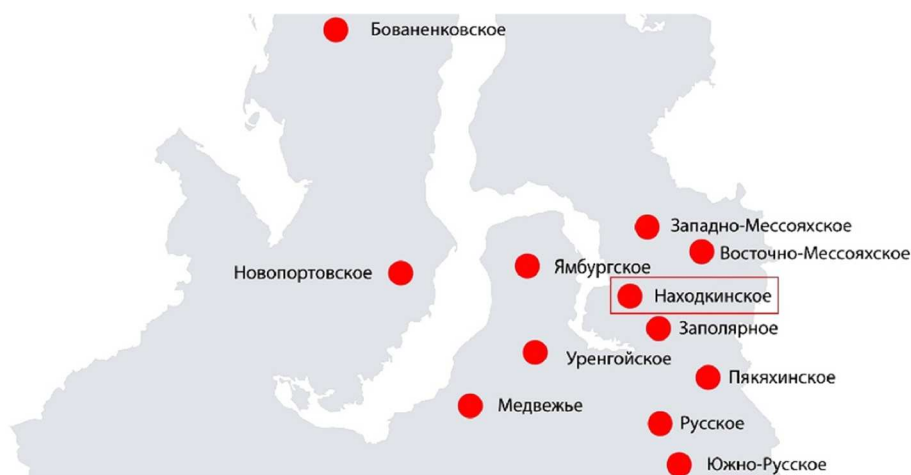 Бованенковское
Западно-Мессояхское
Восточно-Мессояхское
Новопортовское
Ямбургское
Находкинское
Заполярное
Уренгойское
Пякяхинское
Медвежье
Русское
Южно-Русское